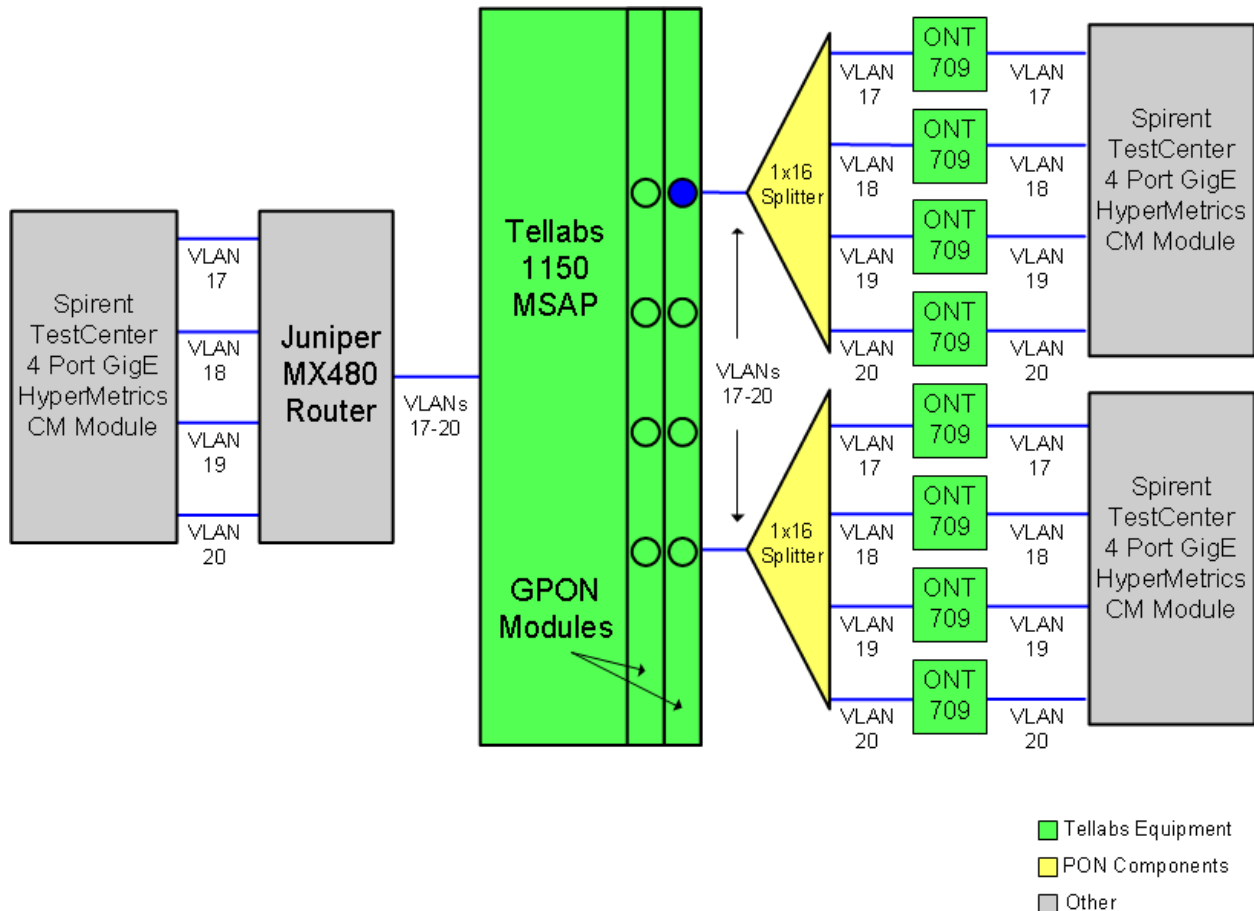 Spirent
TestCenter
4 Port GigE
HyperMetrics
CM Module
VLAN
17
VLAN
18
VLAN
19
VLAN
20
Juniper
MX480
Router
VLANs
17-20
Tellabs
1150
MSAP
GPON
Modules
VLANs
17-20
1x16
Splitter
VLAN
17
VLAN
18
VLAN
19
VLAN
20
ONT
709
ONT
709
ONT
709
ONT
709
VLAN
17
VLAN
18
VLAN
19
VLAN
20
Spirent
TestCenter
4 Port GigE
HyperMetrics
CM Module
1x16
Splitter
VLAN
17
VLAN
18
VLAN
19
VLAN
20
ONT
709
ONT
709
ONT
709
ONT
709
VLAN
17
VLAN
18
VLAN
19
VLAN
20
Spirent
TestCenter
4 Port GigE
HyperMetrics
CM Module
Tellabs Equipment
PON Components
Other